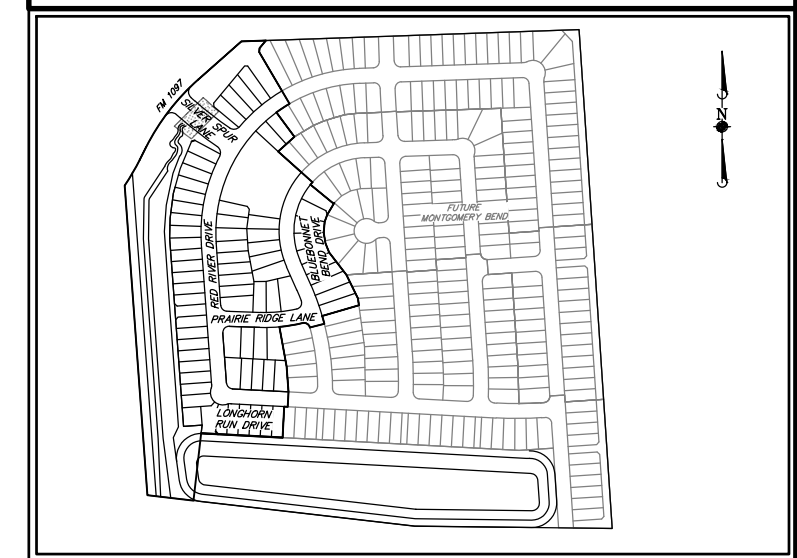 FM 1097
SILVER SPUR
LANE
N
FUTURE
MONTGOMERY BEND
RED RIVER DRIVE
BLUEBONNET
BEND DRIVE
PRAIRIE RIDGE LANE
LONGHORN
RUN DRIVE